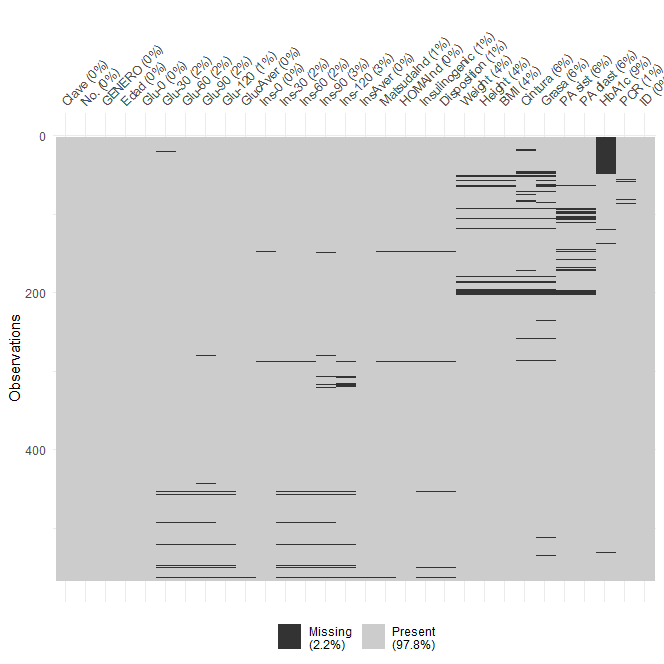 Clave (0%)
No. (0%)
GENERO (0%)
Edad (0%)
Glu-0 (0%)
Glu-30 (2%)
Glu-60 (2%)
Glu-90 (2%)
Glu-120 (1%)
GlucAver (0%)
Ins-0 (0%)
Ins-30 (2%)
Ins-60 (2%)
Ins-90 (3%)
Ins-120 (3%)
InsAver (0%)
MatsudaInd (1%)
HOMAInd (0%)
Insulinogenic (1%)
Disposition (1%)
Weight (4%)
Height (4%)
BMI (4%)
Cintura (6%)
Grasa (6%)
PA sist (6%)
PA diast (6%)
HbA1c (9%)
PCR (1%)
ID (0%
0
200
400
Observations
Missing
(2.2%)
Present
(97.8%)